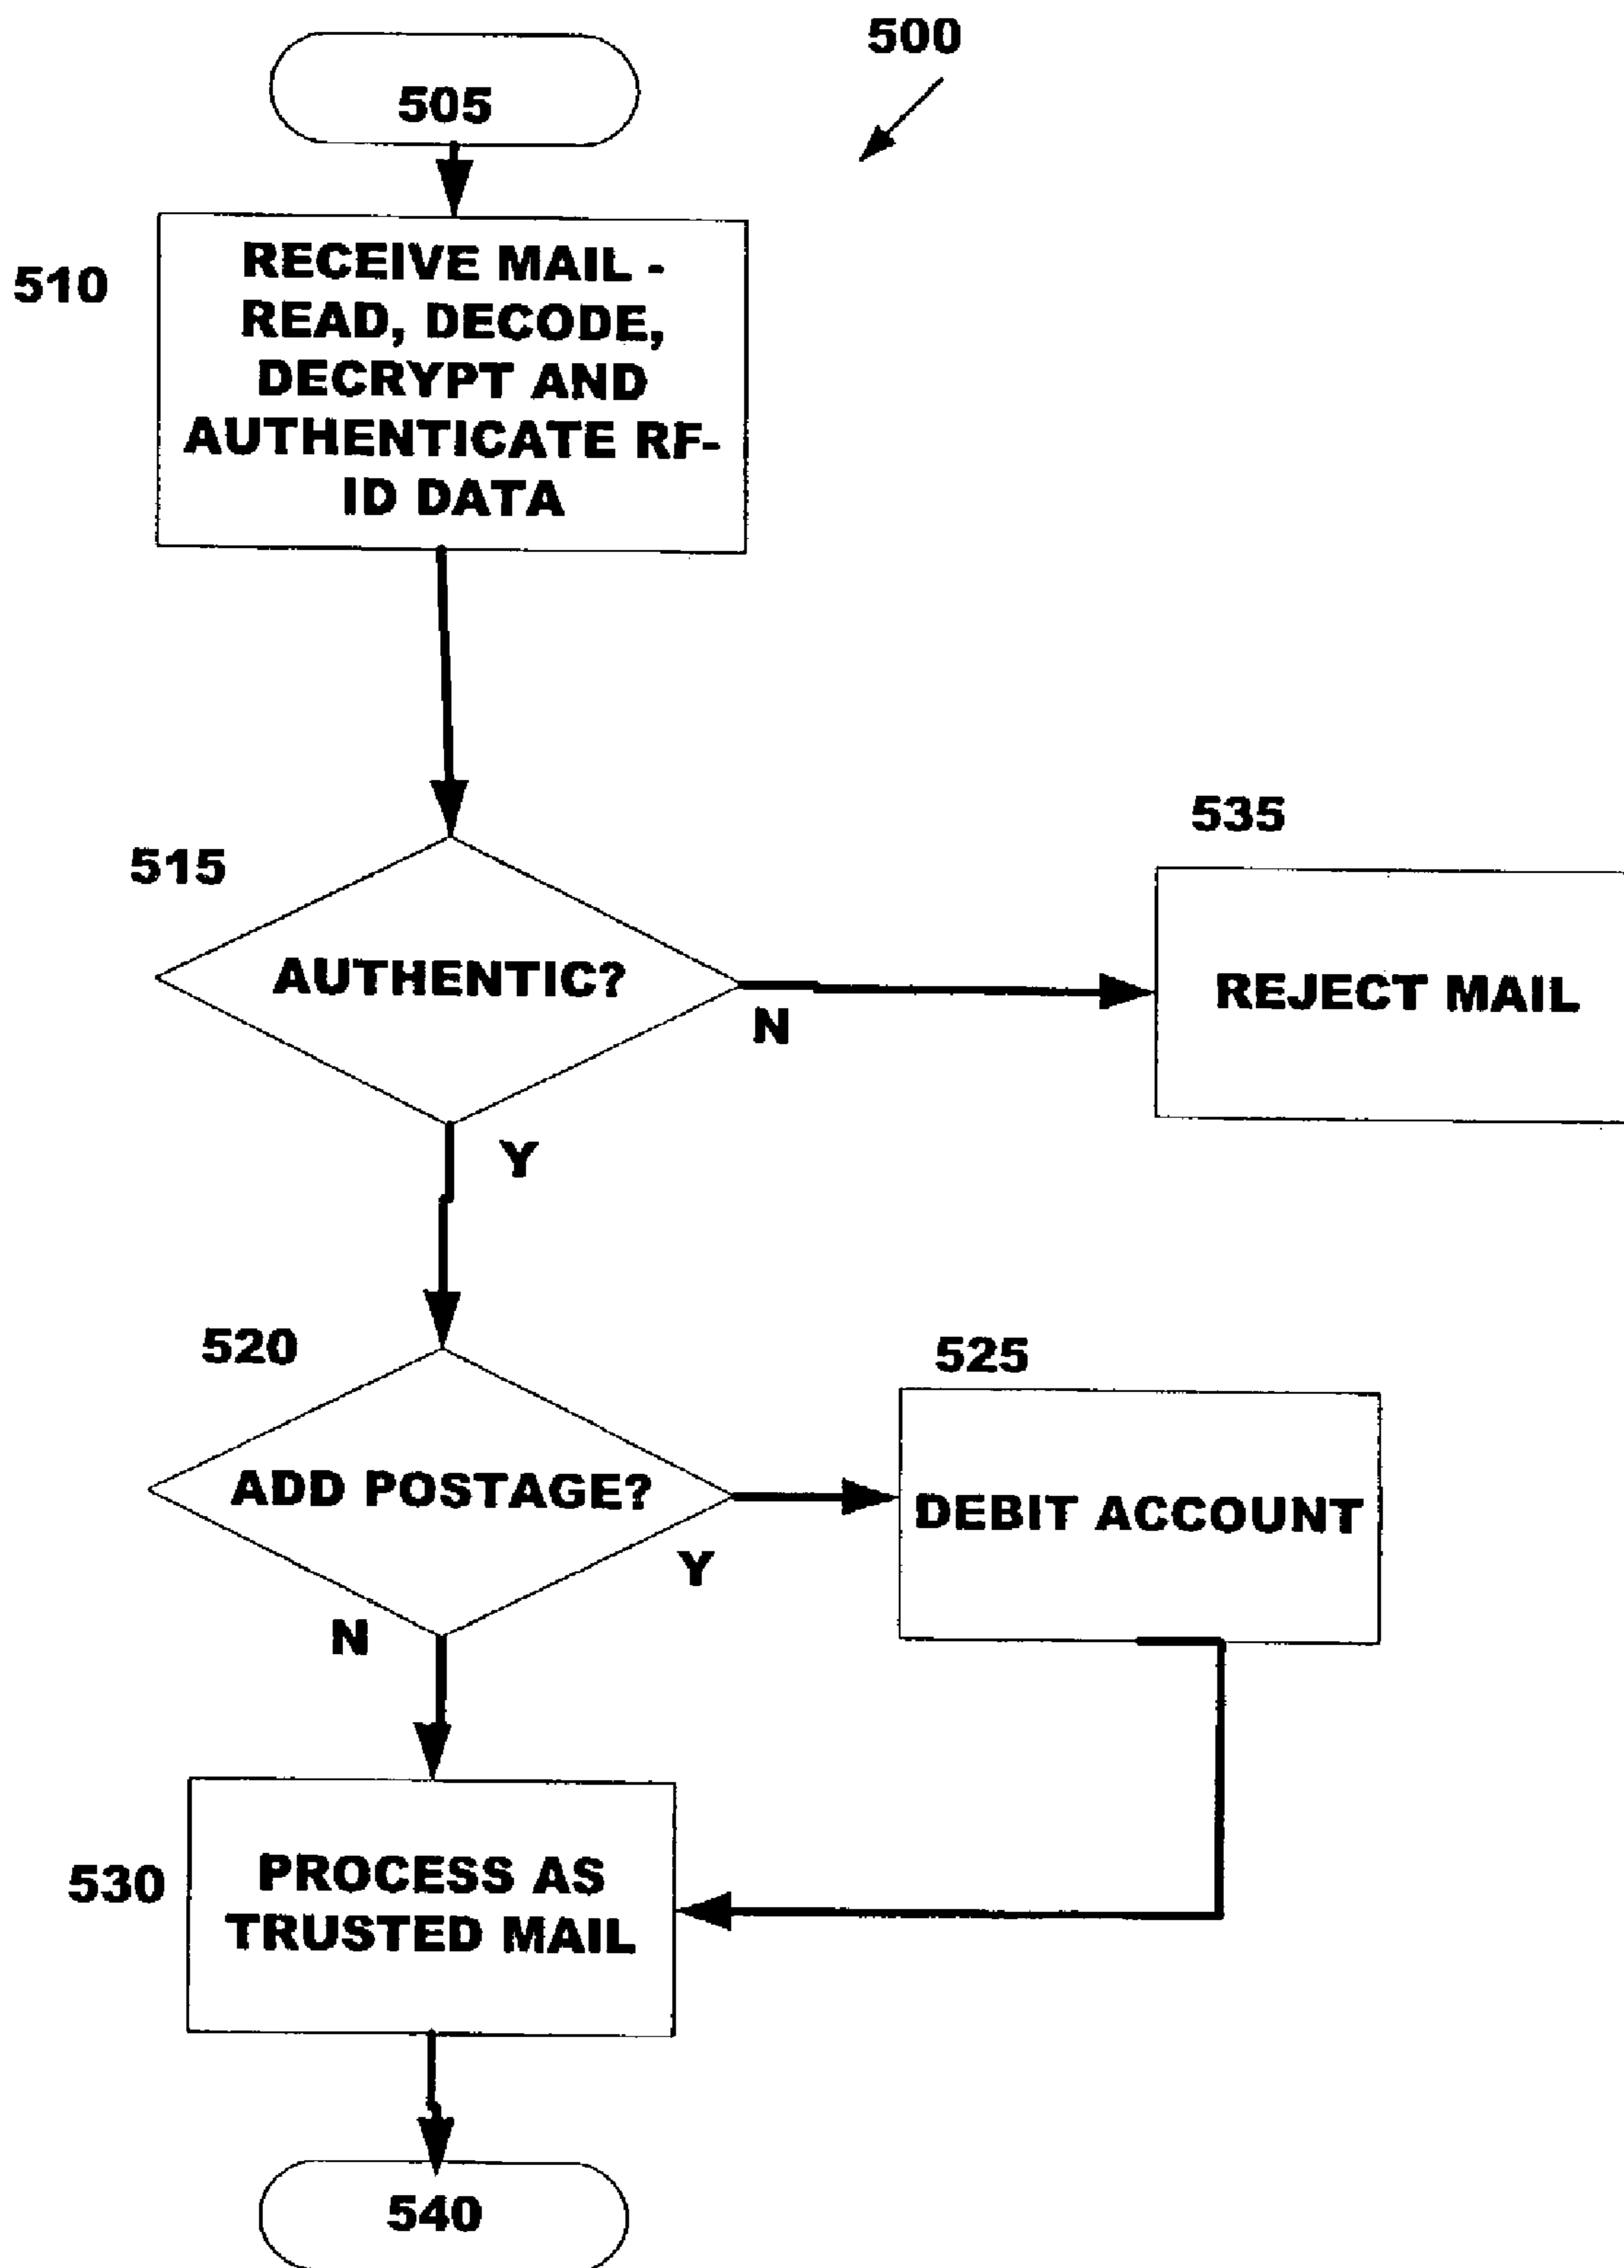 500
505
510
RECEIVE MAIL -
READ, DECODE,
DECRYPT AND
AUTHENTICATE RF-
ID DATA
515
AUTHENTIC?
N
Y
535
REJECT MAIL
520
ADD POSTAGE?
Y
N
525
DEBIT ACCOUNT
530
PROCESS AS
TRUSTED MAIL
540